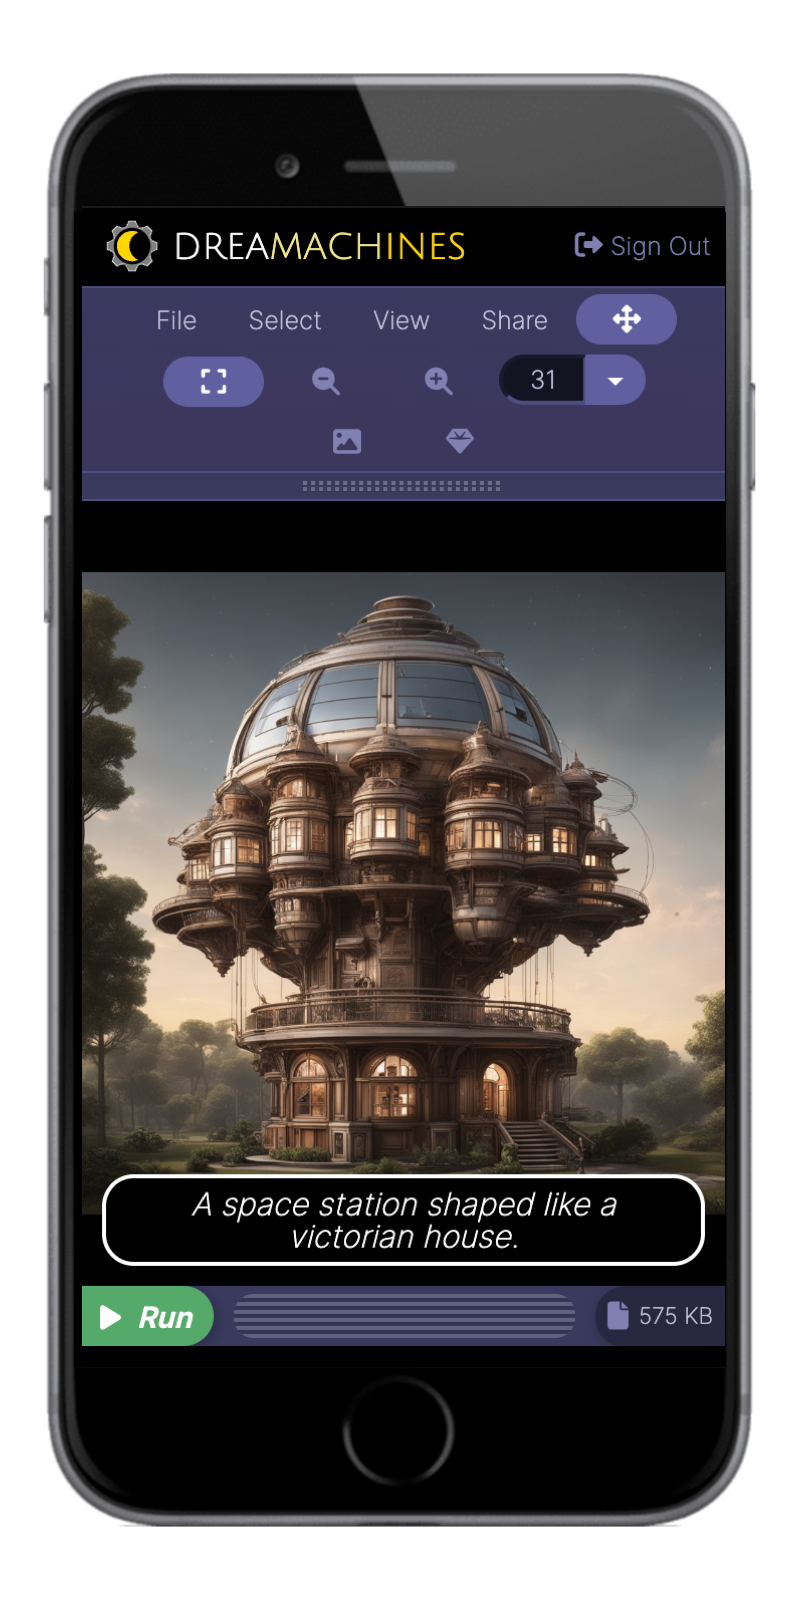 DREAMACHINES Sign Out
File Select View Share
31
A space station shaped like a
victorian house.
Run 575 KB